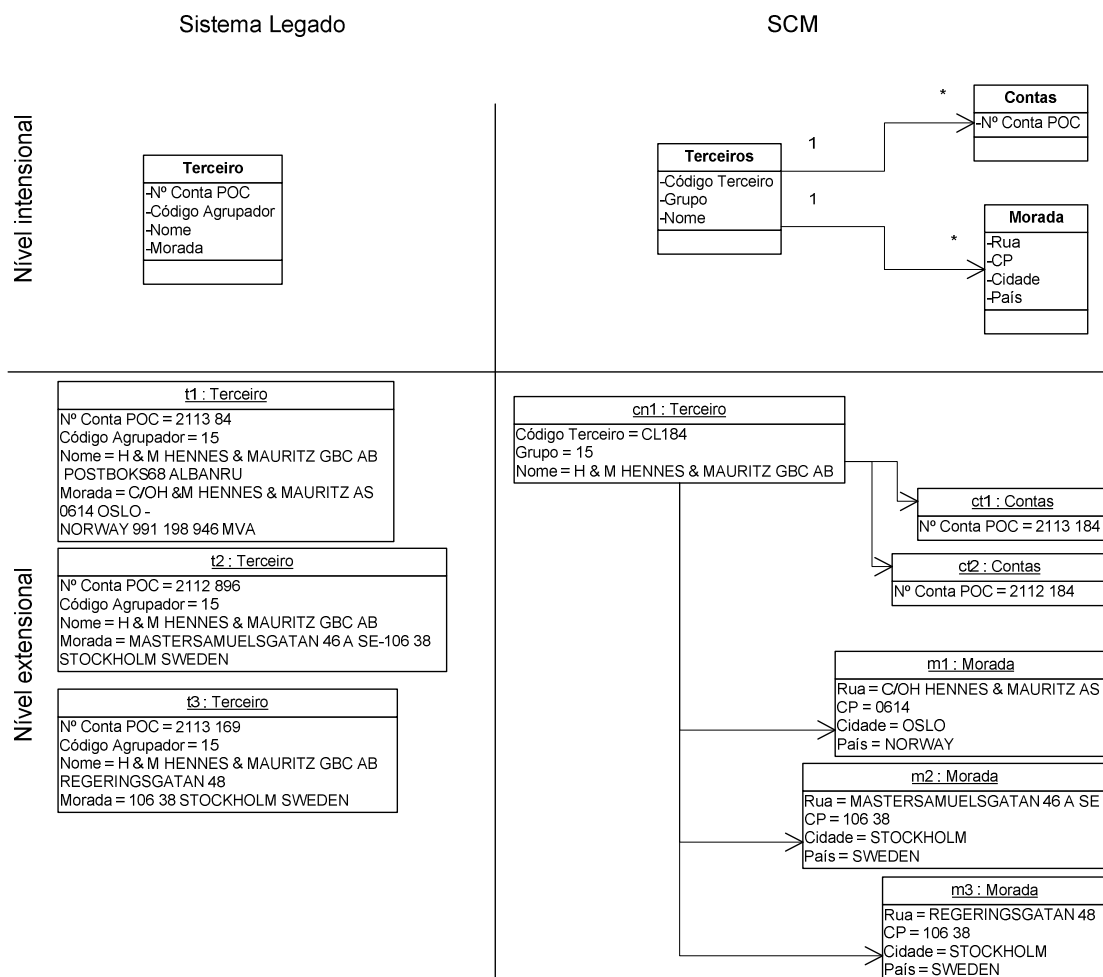 Sistema Legado
SCM
Nível intensional
Terceiro
-Nº Conta POC
-Código Agrupador
-Nome
-Morada
Terceiros
-Código Terceiro
-Grupo
-Nome
1
*
1
*
Contas
-Nº Conta POC
Morada
-Rua
-CP
-Cidade
-País
Nível extensional
t1 : Terceiro
Nº Conta POC = 2113 84
Código Agrupador = 15
Nome = H & M HENNES & MAURITZ GBC AB
POSTBOKS68 ALBANRU
Morada = C/OH &M HENNES & MAURITZ AS
0614 OSLO -
NORWAY 991 198 946 MVA
t2 : Terceiro
Nº Conta POC = 2112 896
Código Agrupador = 15
Nome = H & M HENNES & MAURITZ GBC AB
Morada = MASTERSAMUELSGATAN 46 A SE-106 38
STOCKHOLM SWEDEN
t3 : Terceiro
Nº Conta POC = 2113 169
Código Agrupador = 15
Nome = H & M HENNES & MAURITZ GBC AB
REGERINGSGATAN 48
Morada = 106 38 STOCKHOLM SWEDEN
cn1 : Terceiro
Código Terceiro = CL184
Grupo = 15
Nome = H & M HENNES & MAURITZ GBC AB
ct1 : Contas
Nº Conta POC = 2113 184
ct2 : Contas
Nº Conta POC = 2112 184
m1 : Morada
Rua = C/OH HENNES & MAURITZ AS
CP = 0614
Cidade = OSLO
País = NORWAY
m2 : Morada
Rua = MASTERSAMUELSGATAN 46 A SE
CP = 106 38
Cidade = STOCKHOLM
País = SWEDEN
m3 : Morada
Rua = REGERINGSGATAN 48
CP = 106 38
Cidade = STOCKHOLM
País = SWEDEN